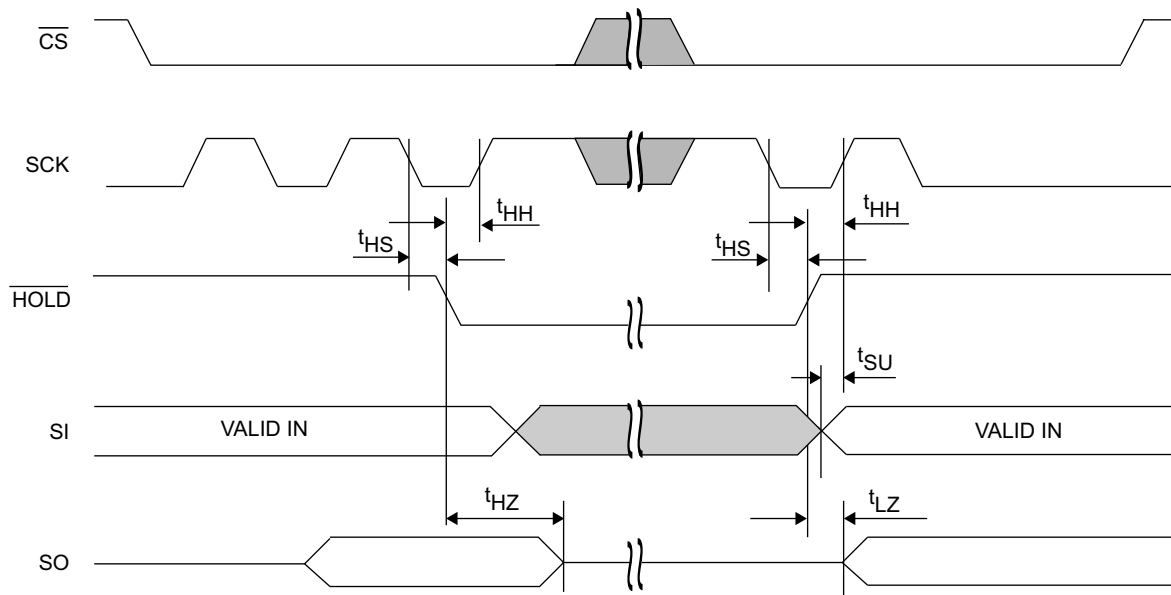 CS
SCK
tHH
tHH
tHS
tHS
HOLD
tSU
SI
VALID IN
VALID IN
tHZ
tLZ
SO